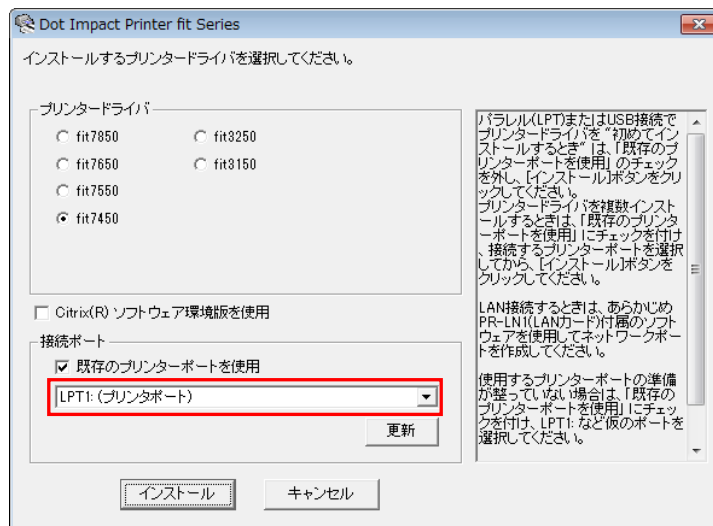 Dot Impact Printer fit Series
インストールするプリンタードライバを選択してください。
プリンタードライバ
fit7850 fit3250
fit7650 fit3150
fit7550
fit7450
Citrix(R) ソフトウェア環境版を使用
接続ポート
既存のプリンターポートを使用
LPT1: (プリンタポート)
更新
インストール キャンセル
パラレル(LPT)またはUSB接続で
プリンタードライバを "初めてイン
ストールするとき" は、「既存のプ
リンターポートを使用」 のチェック
を外し、[インストール]ボタンをクリ
ックしてください。
プリンタードライバを複数インスト
ールするときは、「既存のプリンタ
ーポートを使用」 にチェックを付け
、接続するプリンターポートを選択
してから、[インストール]ボタンを
クリックしてください。
LAN接続するときは、あらかじめ
PR-LN1(LANカード)付属のソフト
ウェアを使用してネットワークポー
トを作成してください。
使用するプリンターポートの準備
が整っていない場合は、「既存の
プリンターポートを使用」 にチェッ
クを付け、LPT1: など仮のポートを
選択してください。